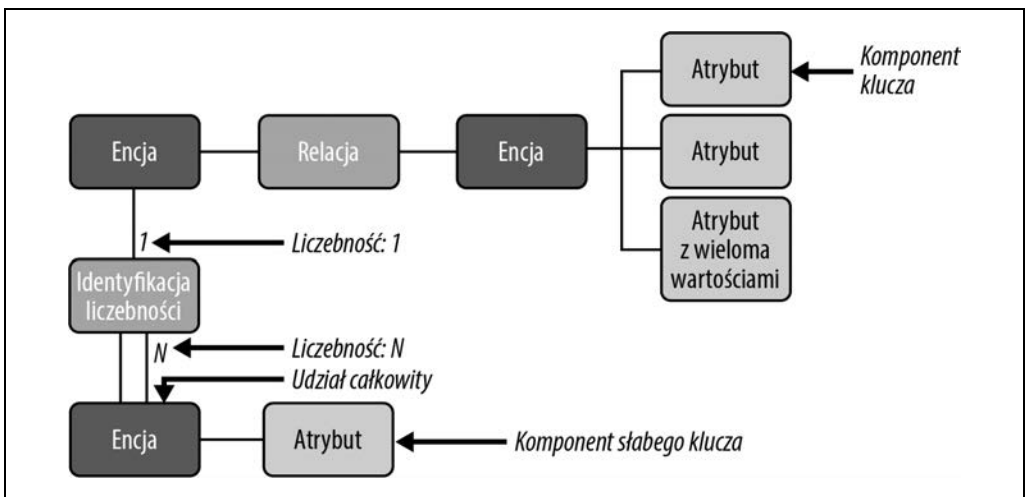 Atrybut
Komponent
klucza
Encja
Relacja
Encja
Atrybut
Atrybut
z wieloma
wartościami
1
Liczebność: 1
Identyfikacja
liczebności
N
Liczebność: N
Udział całkowity
Encja
Atrybut
Komponent słabego klucza